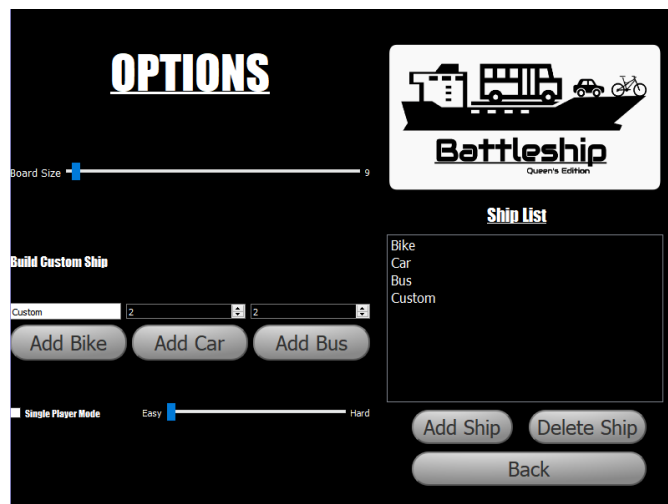 OPTIONS
Board Size 9
Build Custom Ship
Custom 2 2
Add Bike Add Car Add Bus
Single Player Mode Easy Hard
Battleship
Queen's Edition
Ship List
Bike
Car
Bus
Custom
Add Ship Delete Ship
Back